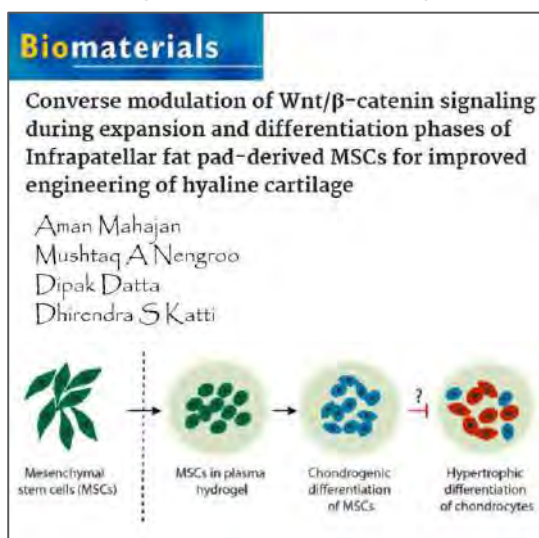 Biomaterials
Converse modulation of Wnt/β-catenin signaling
during expansion and differentiation phases of
Infrapatellar fat pad-derived MSCs for improved
engineering of hyaline cartilage
Aman Mahajan
Mushtaq A Nengroo
Dipak Datta
Dhirendra S Katti
?
Mesenchymal
stem cells (MSCs)
MSCs in plasma
hydrogel
Chondrogenic
differentiation
of MSCs
Hypertrophic
differentiation
of chondrocytes